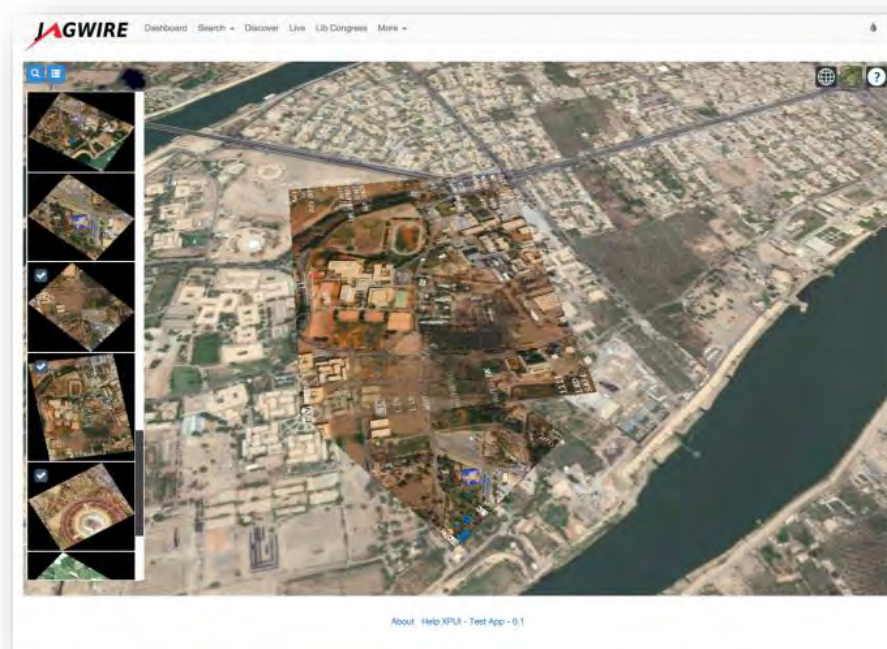 JAGWIRE
Dashboard Search Discover Live Lib Congress More
?
About Help XPUI - Test App - 0.1